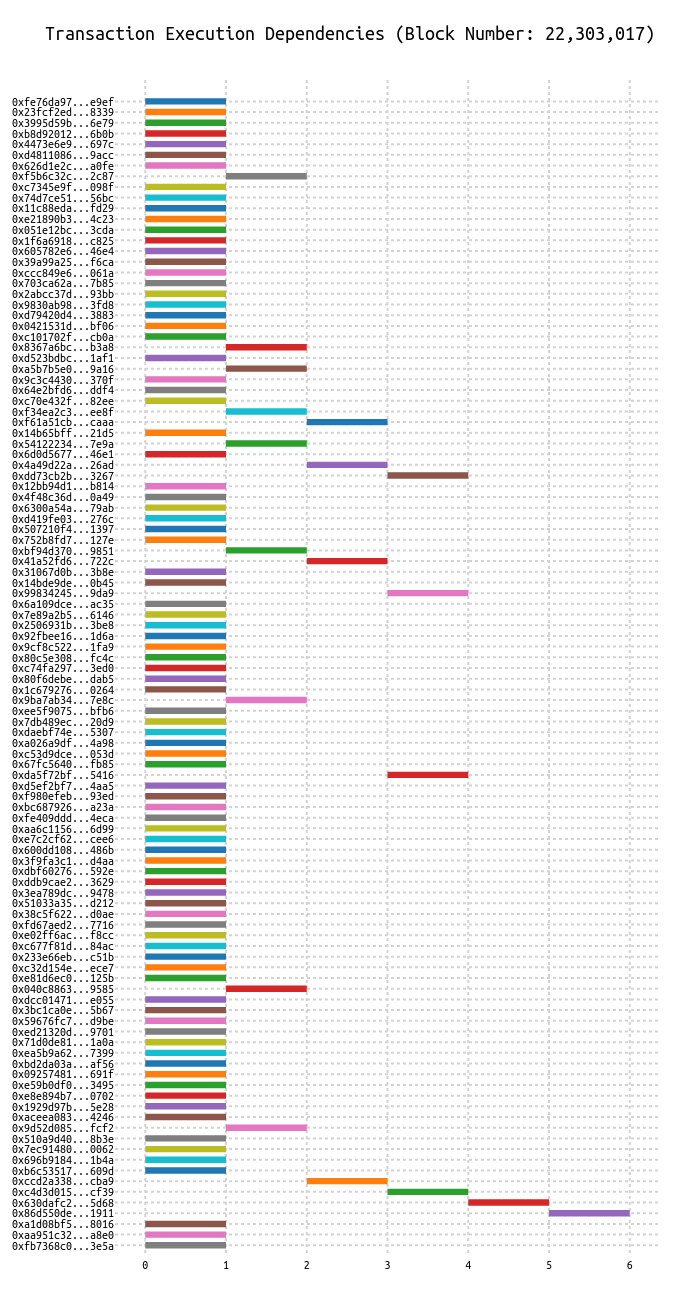 Transaction Execution Dependencies (Block Number: 22,303,017)
0xfe76da97...e9ef
0x23fcf2ed...8339
0x3995d59b...6e79
0xb8d92012...6b0b
0x4473e6e9...697c
0xd4811086...9acc
0x626d1e2c...a0fe
0xf5b6c32c...2c87
0xc7345e9f...098f
0x74d7ce51...56bc
0x11c88eda...fd29
0xe21890b3...4c23
0x051e12bc...3cda
0x1f6a6918...c825
0x605782e6...46e4
0x39a99a25...f6ca
0xccc849e6...061a
0x703ca62a...7b85
0x2abcc37d...93bb
0x9830ab98...3fd8
0xd79420d4...3883
0x0421531d...bf06
0xc101702f...cb0a
0x8367a6bc...b3a8
0xd523bdbc...1af1
0xa5b7b5e0...9a16
0x9c3c4430...370f
0x64e2bfd6...ddf4
0xc70e432f...82ee
0xf34ea2c3...ee8f
0xf61a51cb...caaa
0x14b65bff...21d5
0x54122234...7e9a
0x6d0d5677...46e1
0x4a49d22a...26ad
0xdd73cb2b...3267
0x12bb94d1...b814
0x4f48c36d...0a49
0x6300a54a...79ab
0xd419fe03...276c
0x507210f4...1397
0x752b8fd7...127e
0xbf94d370...9851
0x41a52fd6...722c
0x31067d0b...3b8e
0x14bde9de...0b45
0x99834245...9da9
0x6a109dce...ac35
0x7e89a2b5...6146
0x2506931b...3be8
0x92fbee16...1d6a
0x9cf8c522...1fa9
0x80c5e308...fc4c
0xc74fa297...3ed0
0x80f6debe...dab5
0x1c679276...0264
0x9ba7ab34...7e8c
0xee5f9075...bfb6
0x7db489ec...20d9
0xdaebf74e...5307
0xa026a9df...4a98
0xc53d9dce...053d
0x67fc5640...fb85
0xda5f72bf...5416
0xd5ef2bf7...4aa5
0xf980efeb...93ed
0xbc687926...a23a
0xfe409ddd...4eca
0xaa6c1156...6d99
0xe7c2cf62...cee6
0x600dd108...486b
0x3f9fa3c1...d4aa
0xdbf60276...592e
0xddb9cae2...3629
0x3ea789dc...9478
0x51033a35...d212
0x38c5f622...d0ae
0xfd67aed2...7716
0xe02ff6ac...f8cc
0xc677f81d...84ac
0x233e66eb...c51b
0xc32d154e...ece7
0xe81d6ec0...125b
0x040c8863...9585
0xdcc01471...e055
0x3bc1ca0e...5b67
0x59676fc7...d9be
0xed21320d...9701
0x71d0de81...1a0a
0xea5b9a62...7399
0xbd2da03a...af56
0x09257481...691f
0xe59b0df0...3495
0xe8e894b7...0702
0x1929d97b...5e28
0xaceea083...4246
0x9d52d085...fcf2
0x510a9d40...8b3e
0x7ec91480...0062
0x696b9184...1b4a
0xb6c53517...609d
0xccd2a338...cba9
0xc4d3d015...cf39
0x630dafc2...5d68
0x86d550de...1911
0xa1d08bf5...8016
0xaa951c32...a8e0
0xfb7368c0...3e5a
0 1 2 3 4 5 6